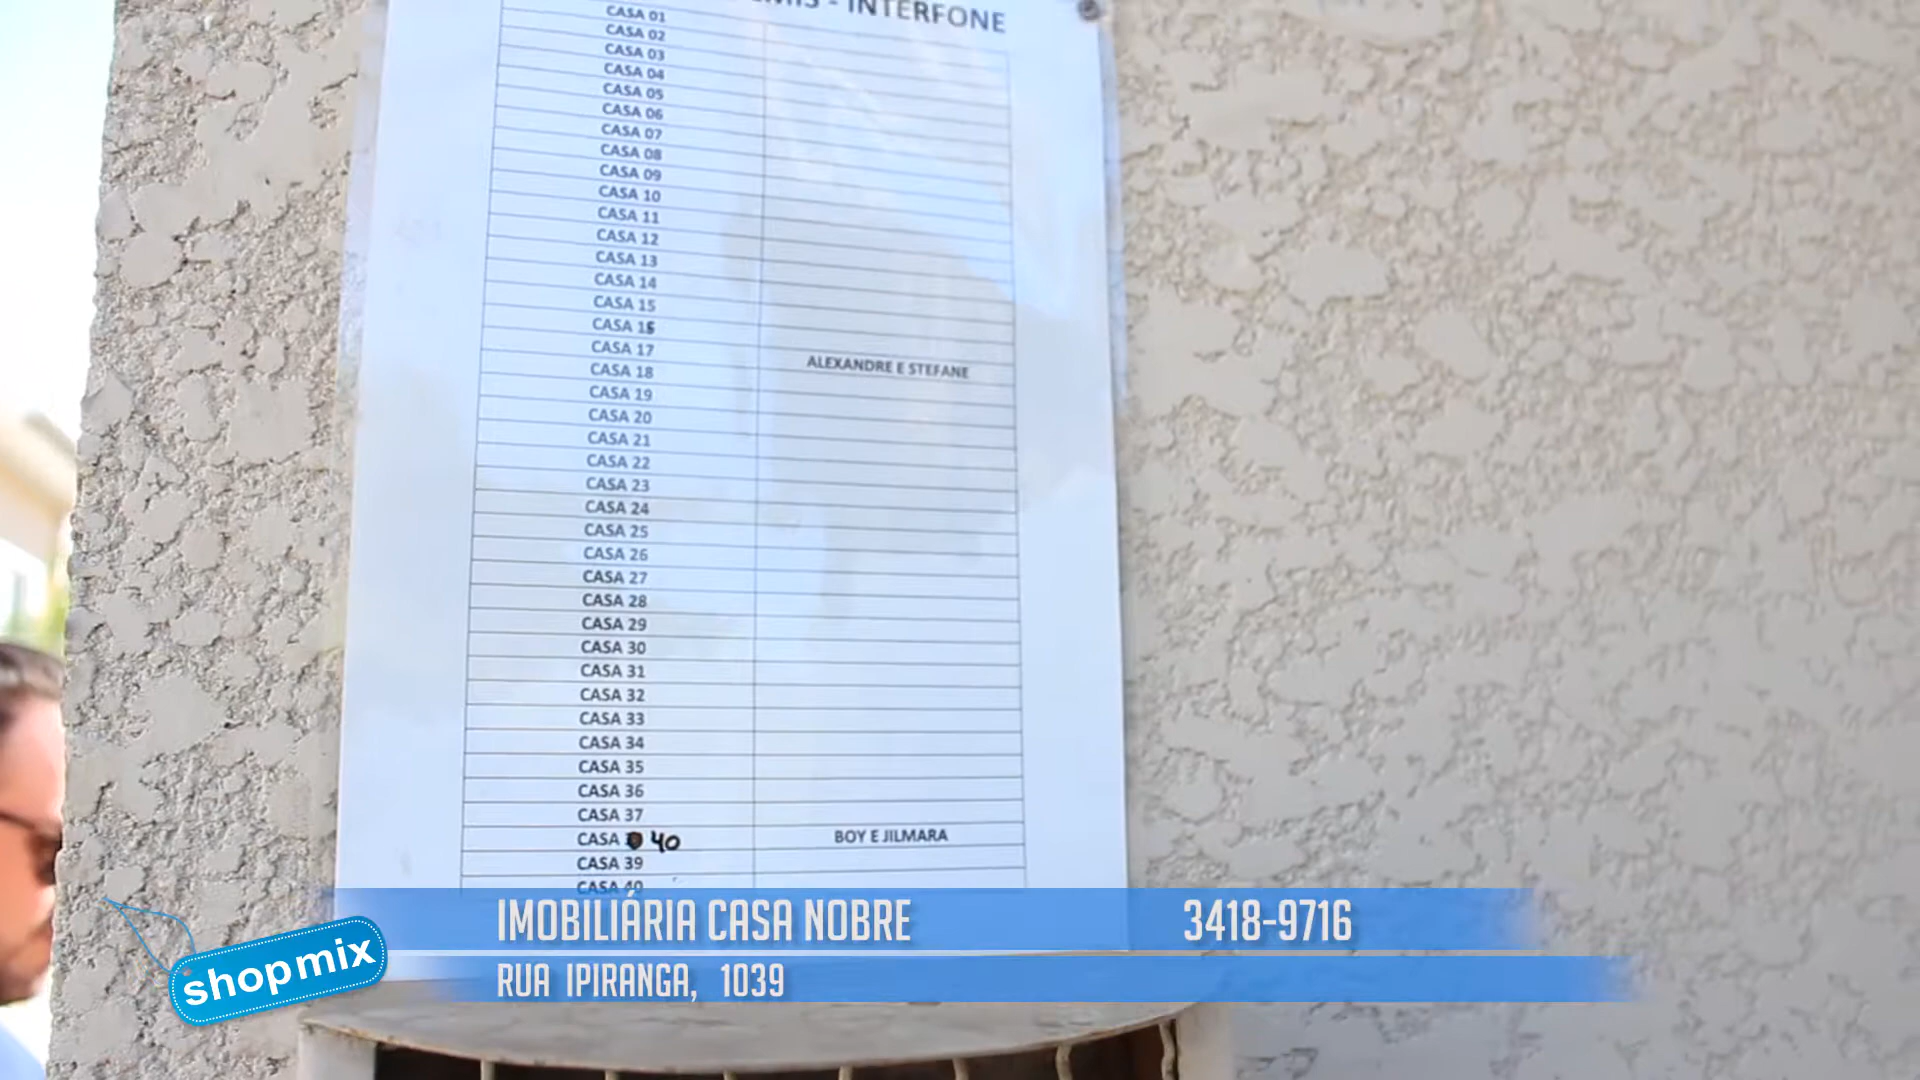 - INTERFONE
CASA 01
CASA 02
CASA 03
CASA 04
CASA 05
CASA 06
CASA 07
CASA 08
CASA 09
CASA 10
CASA 11
CASA 12
CASA 13
CASA 14
CASA 15
CASA 16
CASA 17
CASA 18 ALEXANDRE E STEFANE
CASA 19
CASA 20
CASA 21
CASA 22
CASA 23
CASA 24
CASA 25
CASA 26
CASA 27
CASA 28
CASA 29
CASA 30
CASA 31
CASA 32
CASA 33
CASA 34
CASA 35
CASA 36
CASA 37
CASA 40 BOY E JILMARA
CASA 39
CASA 40
IMOBILIÁRIA CASA NOBRE 3418-9716
RUA IPIRANGA, 1039
shopmix